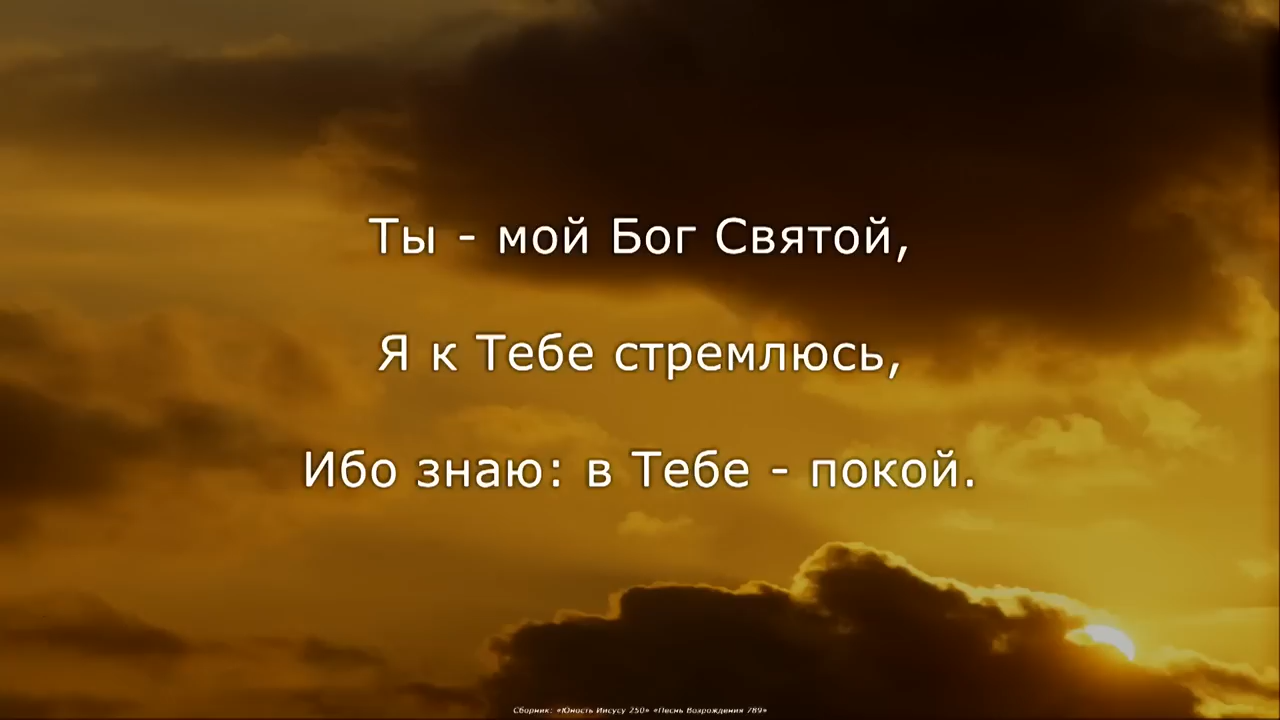 Ты - мой Бог Святой,
Я к Тебе стремлюсь,
Ибо знаю: в Тебе - покой.
Сборник: «Юность Иисусу 250» «Песнь Возрождения 789»